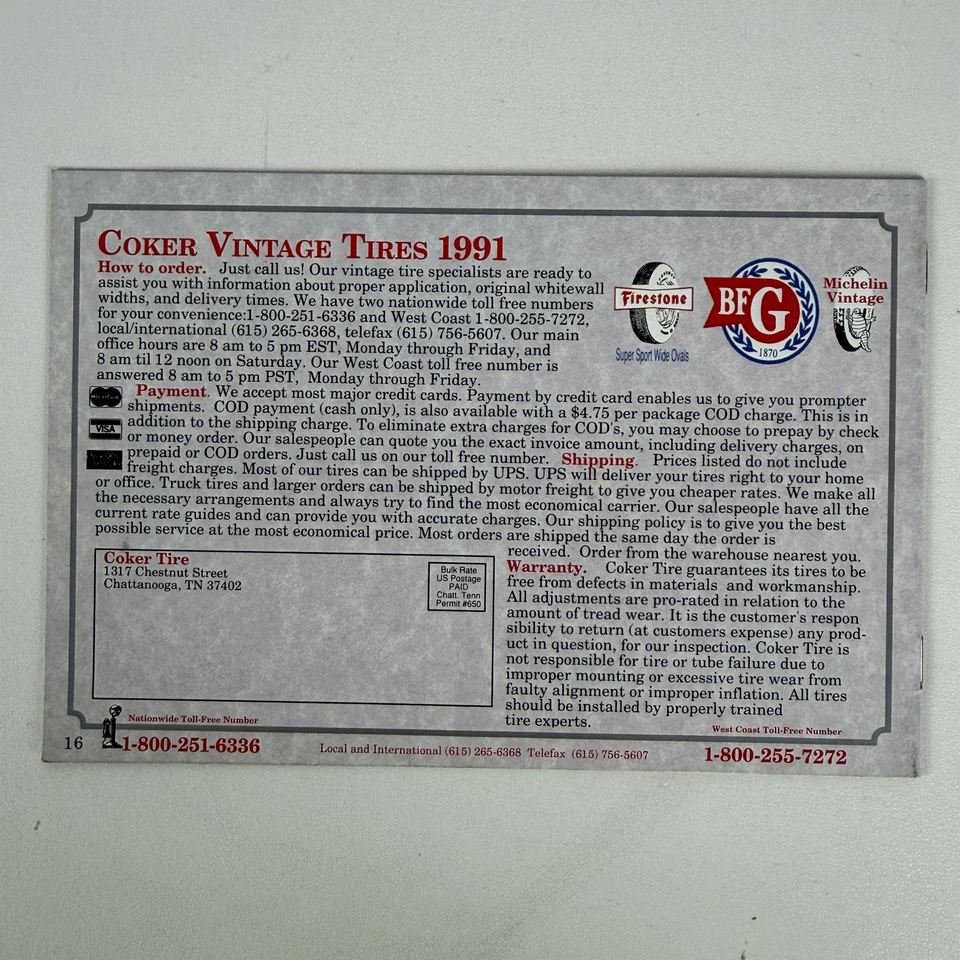 COKER VINTAGE TIRES 1991
How to order. Just call us! Our vintage tire specialists are ready to
assist you with information about proper application, original whitewall
widths, and delivery times. We have two nationwide toll free numbers
for your convenience:1-800-251-6336 and West Coast 1-800-255-7272,
local/international (615) 265-6368, telefax (615) 756-5607. Our main
office hours are 8 am to 5 pm EST, Monday through Friday, and
8 am til 12 noon on Saturday. Our West Coast toll free number is
answered 8 am to 5 pm PST, Monday through Friday.
Firestone
Super Sport Wide Ovals
BFG
1870
Michelin
Vintage
Payment. We accept most major credit cards. Payment by credit card enables us to give you prompter
shipments. COD payment (cash only), is also available with a $4.75 per package COD charge. This is in
addition to the shipping charge. To eliminate extra charges for COD's, you may choose to prepay by check
or money order. Our salespeople can quote you the exact invoice amount, including delivery charges, on
prepaid or COD orders. Just call us on our toll free number. Shipping. Prices listed do not include
freight charges. Most of our tires can be shipped by UPS. UPS will deliver your tires right to your home
or office. Truck tires and larger orders can be shipped by motor freight to give you cheaper rates. We make all
the necessary arrangements and always try to find the most economical carrier. Our salespeople have all the
current rate guides and can provide you with accurate charges. Our shipping policy is to give you the best
possible service at the most economical price. Most orders are shipped the same day the order is
received. Order from the warehouse nearest you.
Warranty. Coker Tire guarantees its tires to be
free from defects in materials and workmanship.
All adjustments are pro-rated in relation to the
amount of tread wear. It is the customer's respon
sibility to return (at customers expense) any prod-
uct in question, for our inspection. Coker Tire is
not responsible for tire or tube failure due to
improper mounting or excessive tire wear from
faulty alignment or improper inflation. All tires
should be installed by properly trained
tire experts.
VISA
Coker Tire
1317 Chestnut Street
Chattanooga, TN 37402
Bulk Rate
US Postage
PAID
Chatt. Tenn
Permit #650
16
Nationwide Toll-Free Number
1-800-251-6336
Local and International (615) 265-6368 Telefax (615) 756-5607
West Coast Toll-Free Number
1-800-255-7272